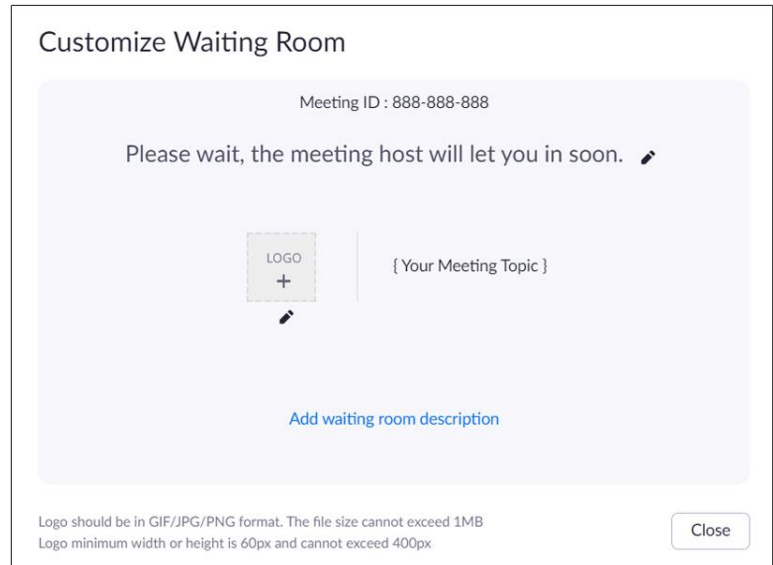 Customize Waiting Room
Meeting ID : 888-888-888
Please wait, the meeting host will let you in soon.
LOGO
+
{ Your Meeting Topic }
Add waiting room description
Logo should be in GIF/JPG/PNG format. The file size cannot exceed 1MB
Logo minimum width or height is 60px and cannot exceed 400px
Close